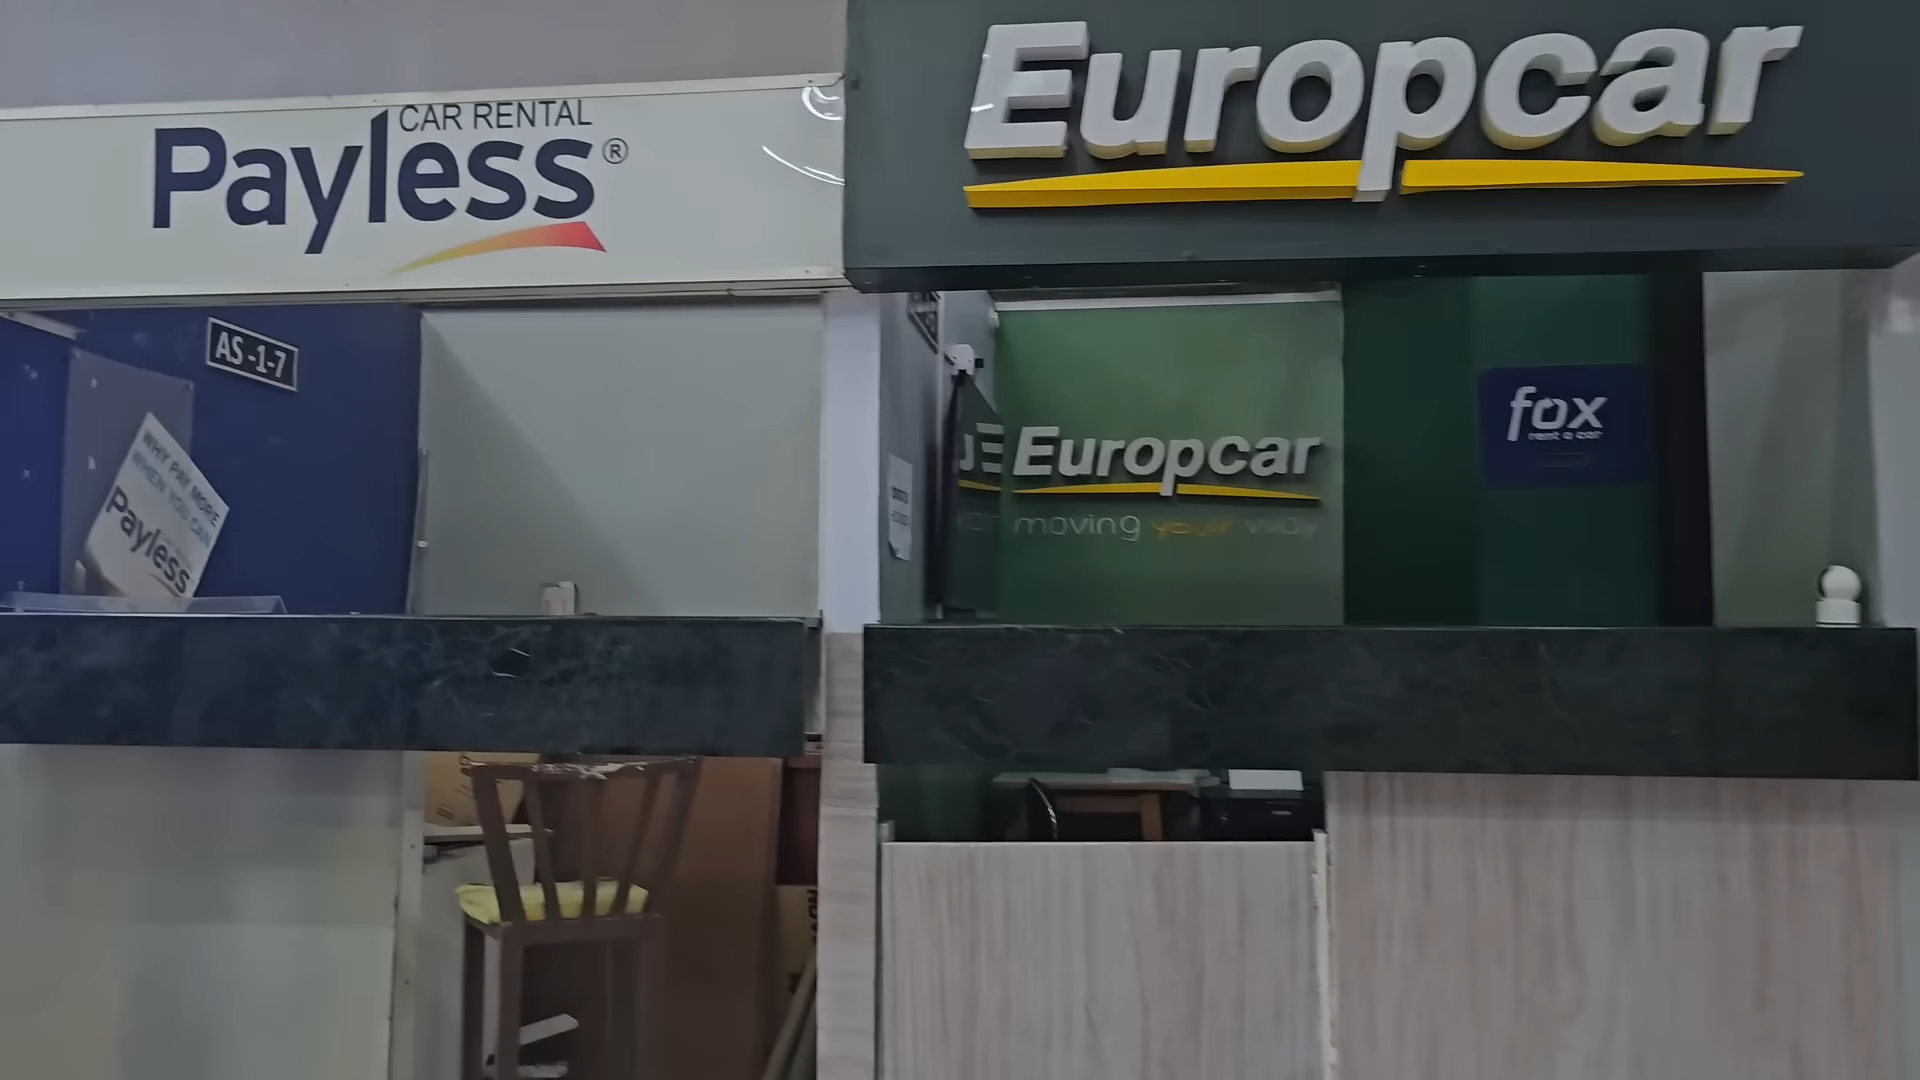 CAR RENTAL
Payless®
Europcar
AS -1-7
WHY PAY MORE
WHEN YOU CAN
Payless
Europcar
moving your way
fox
rent a car